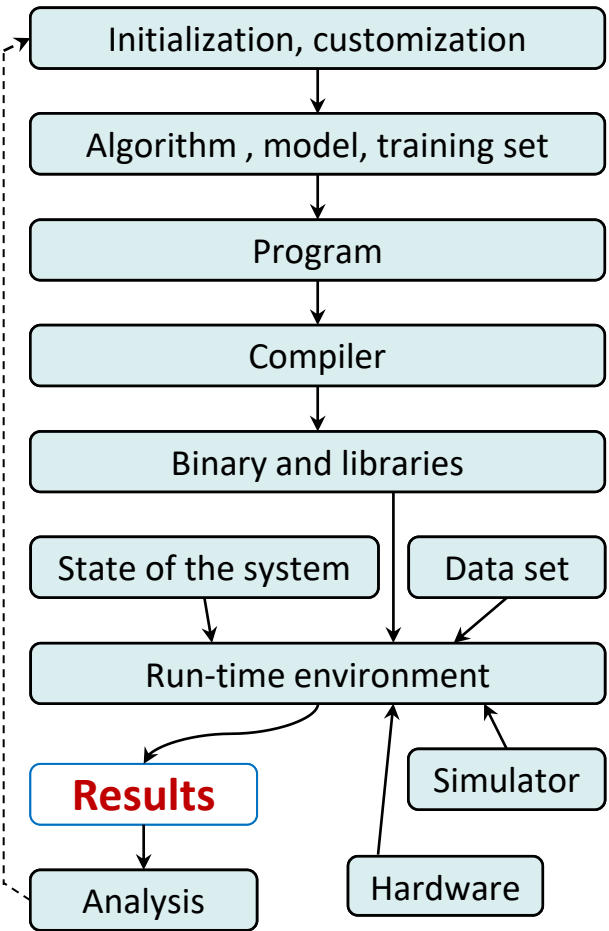 Initialization, customization
Algorithm , model, training set
Program
Compiler
Binary and libraries
State of the system
Data set
Run-time environment
Results
Simulator
Analysis
Hardware